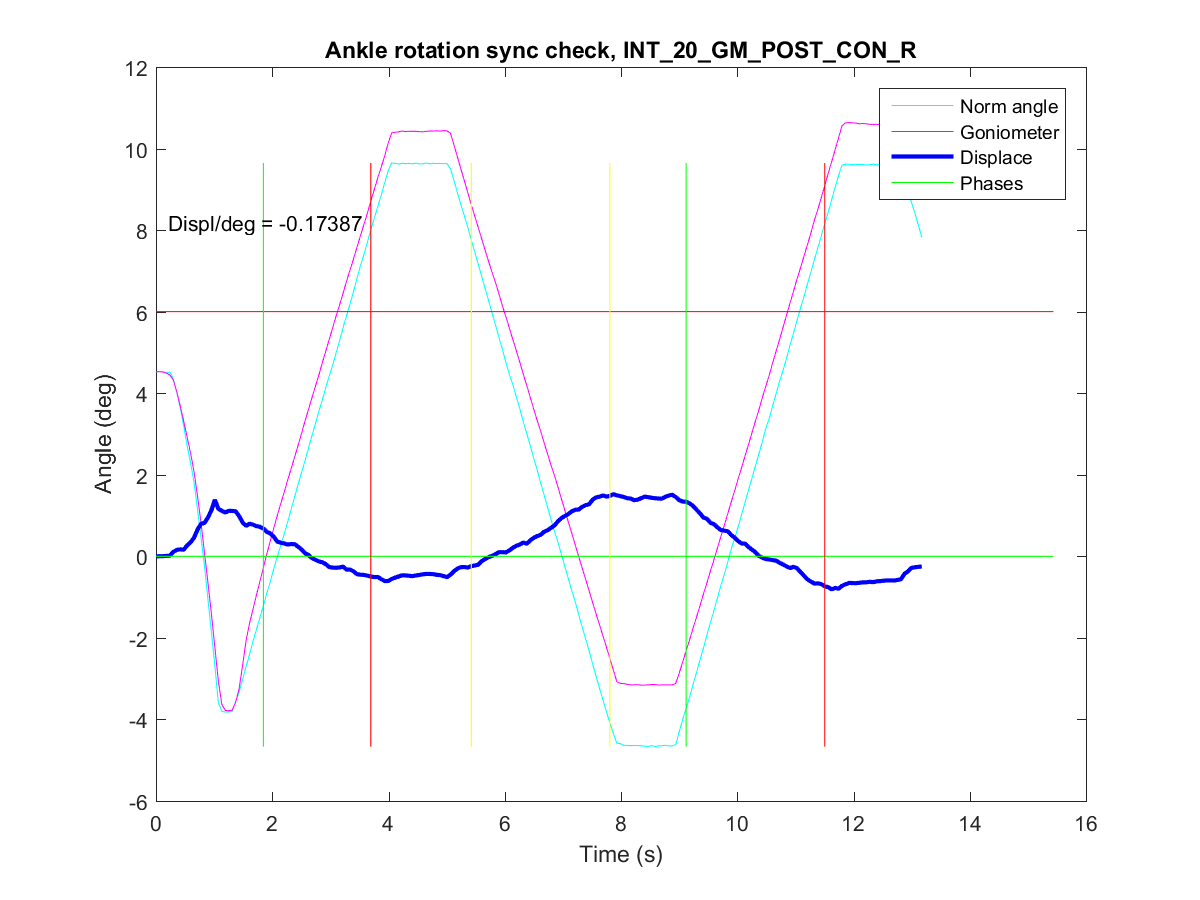 Ankle rotation sync check, INT_20_GM_POST_CON_R
12
10
8
6
4
2
0
-2
-4
-6
Angle (deg)
Displ/deg = -0.17387
Norm angle
Goniometer
Displace
Phases
0 2 4 6 8 10 12 14 16
Time (s)